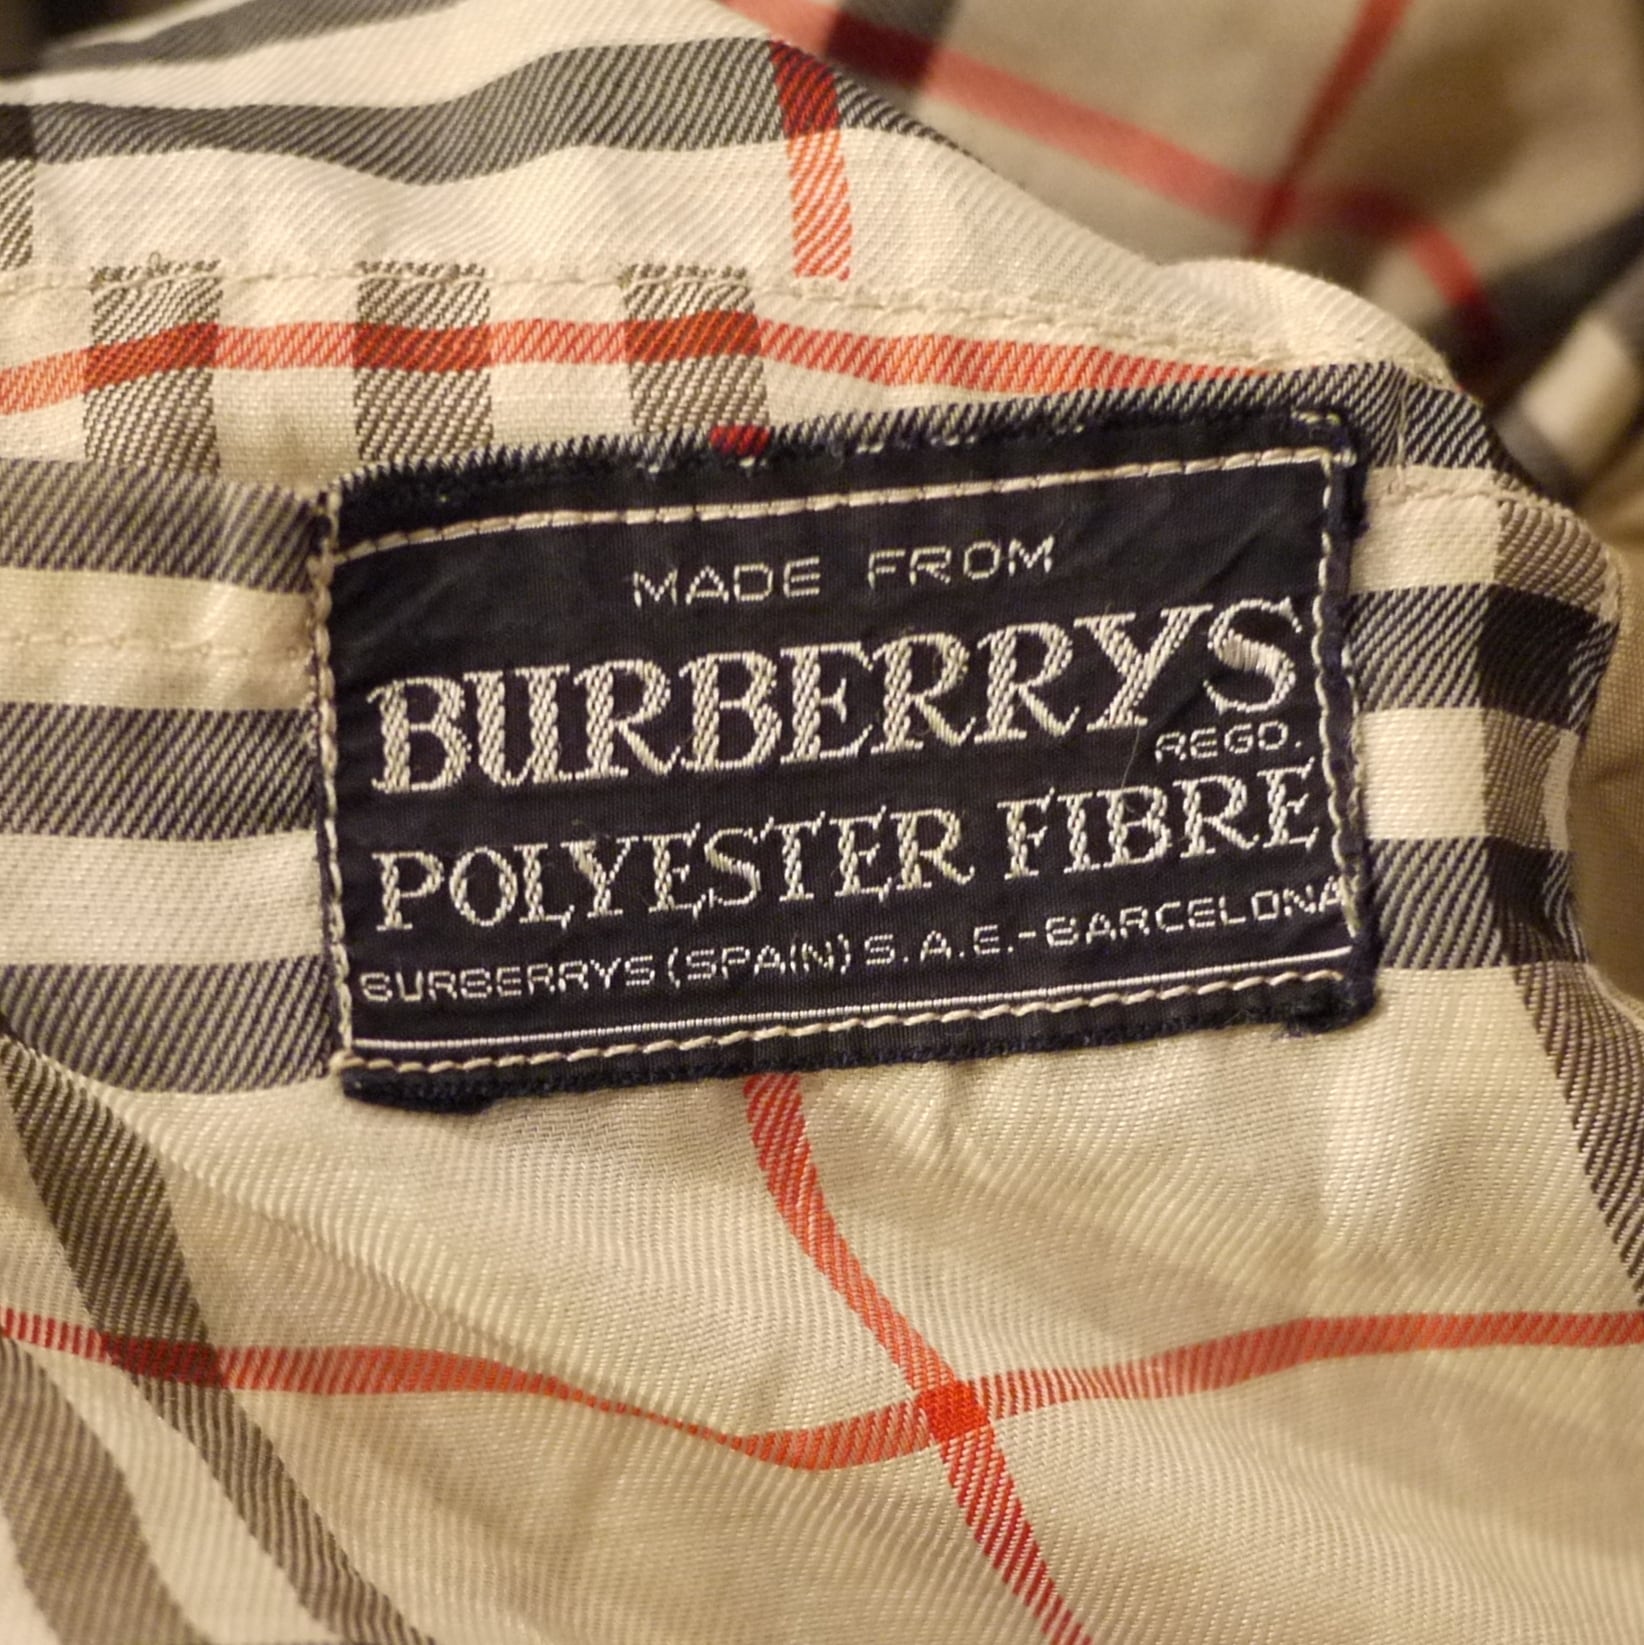 MADE FROM
BURBERRYS
REGD.
POLYESTER FIBRE
BURBERRYS (SPAIN) S.A.E.-BARCELONA